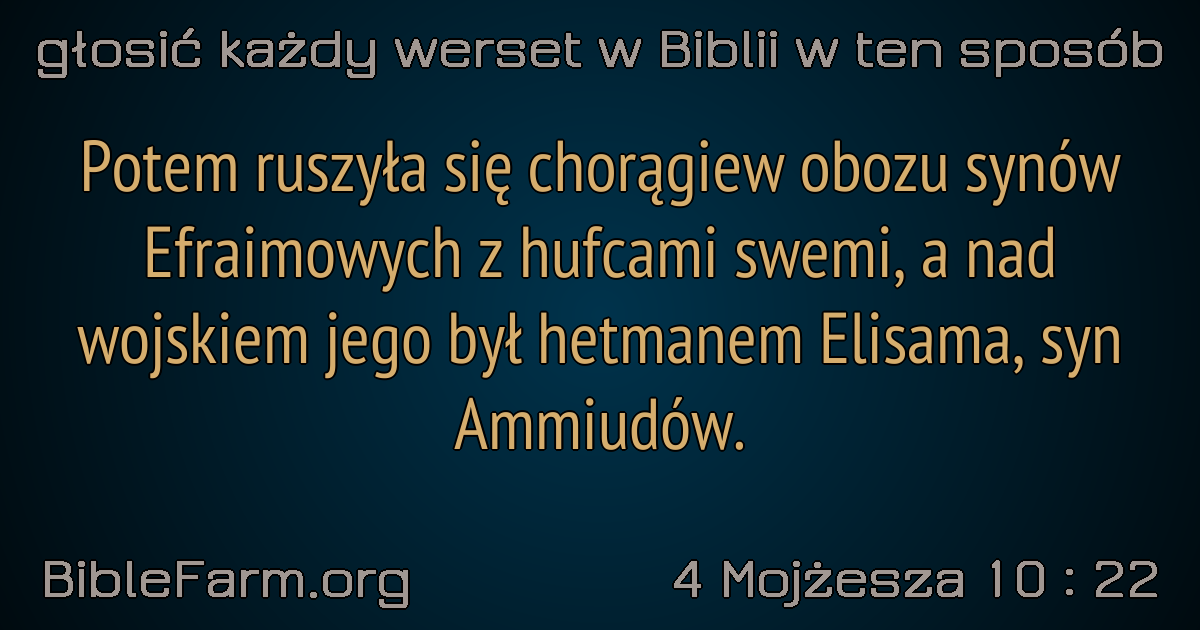 głosić każdy werset w Biblii w ten sposób
Potem ruszyła się chorągiew obozu synów
Efraimowych z hufcami swemi, a nad
wojskiem jego był hetmanem Elisama, syn
Ammiudów.
BibleFarm.org
4 Mojżesza 10 : 22